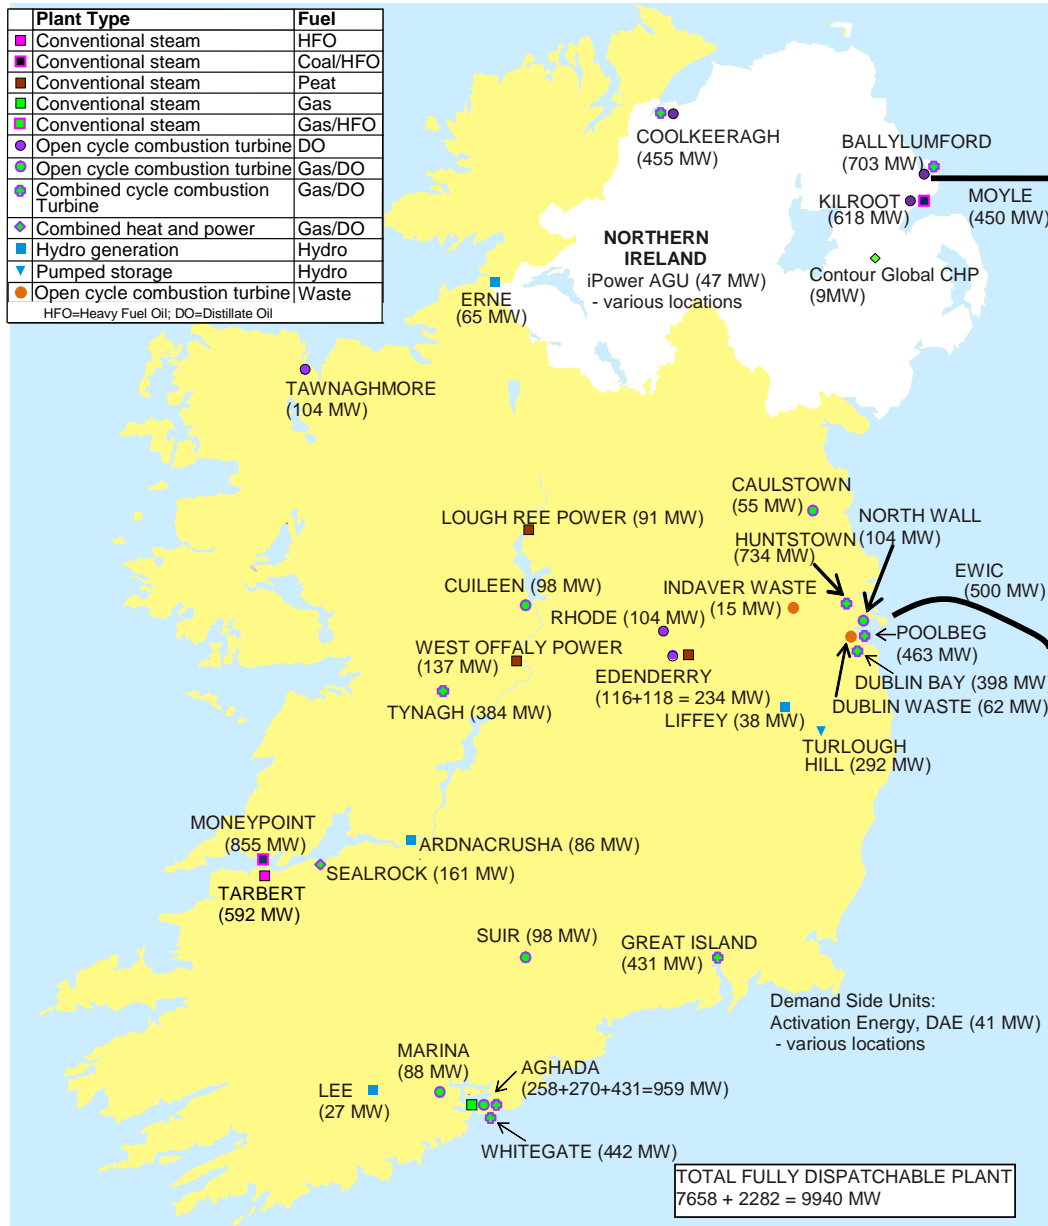 Plant Type Fuel
Conventional steam HFO
Conventional steam Coal/HFO
Conventional steam Peat
Conventional steam Gas
Conventional steam Gas/HFO
Open cycle combustion turbine DO
Open cycle combustion turbine Gas/DO
Combined cycle combustion Gas/DO
Turbine
Combined heat and power Gas/DO
Hydro generation Hydro
Pumped storage Hydro
Open cycle combustion turbine Waste
HFO=Heavy Fuel Oil; DO=Distillate Oil
COOLKEERAGH
(455 MW)
BALLYLUMFORD
(703 MW)
MOYLE
(450 MW)
KILROOT
(618 MW)
NORTHERN
IRELAND
iPower AGU (47 MW)
- various locations
Contour Global CHP
(9MW)
ERNE
(65 MW)
TAWNAGHMORE
(104 MW)
CAULSTOWN
(55 MW)
LOUGH REE POWER (91 MW)
NORTH WALL
(104 MW)
HUNTSTOWN
(734 MW)
EWIC
(500 MW)
CUILEEN (98 MW)
INDAVER WASTE
(15 MW)
RHODE (104 MW)
POOLBEG
(463 MW)
WEST OFFALY POWER
(137 MW)
EDENDERRY
(116+118 = 234 MW)
DUBLIN BAY (398 MW)
DUBLIN WASTE (62 MW)
TYNAGH (384 MW)
LIFFEY (38 MW)
TURLOUGH
HILL (292 MW)
MONEYPOINT
(855 MW)
ARDNACRUSHA (86 MW)
SEALROCK (161 MW)
TARBERT
(592 MW)
SUIR (98 MW)
GREAT ISLAND
(431 MW)
Demand Side Units:
Activation Energy, DAE (41 MW)
- various locations
MARINA
(88 MW)
AGHADA
(258+270+431=959 MW)
LEE
(27 MW)
WHITEGATE (442 MW)
TOTAL FULLY DISPATCHABLE PLANT
7658 + 2282 = 9940 MW